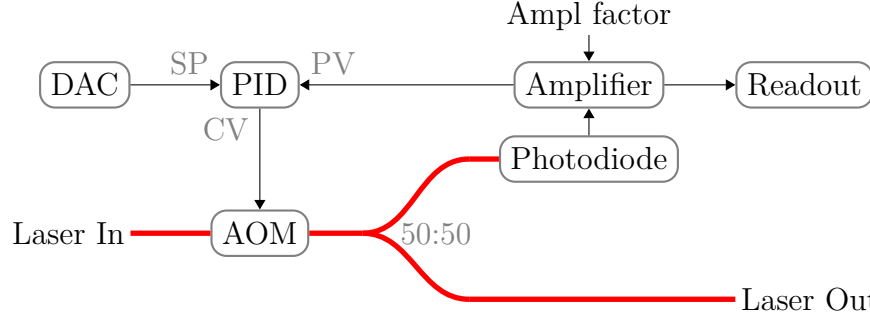 Ampl factor
DAC
SP
PID
PV
Amplifier
Readout
CV
Photodiode
Laser In
AOM
50:50
Laser Out